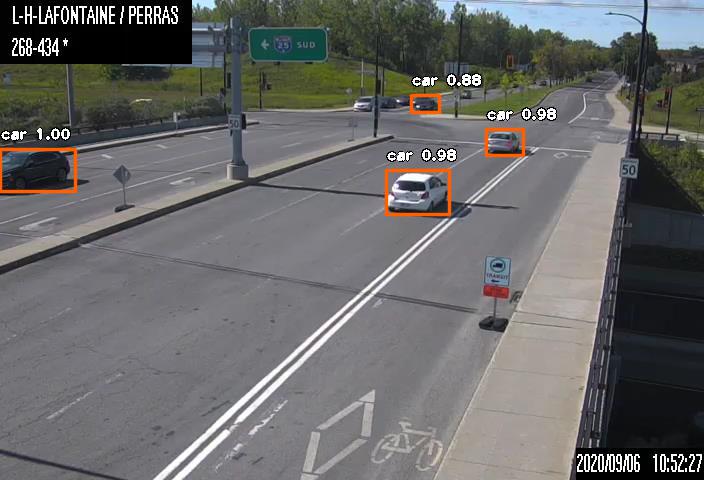 L-H-LAFONTAINE / PERRAS
268-434 *
25 SUD
car 0.88
car 0.98
car 1.00
car 0.98
50
50
TRANSIT
2020/09/06 10:52:27